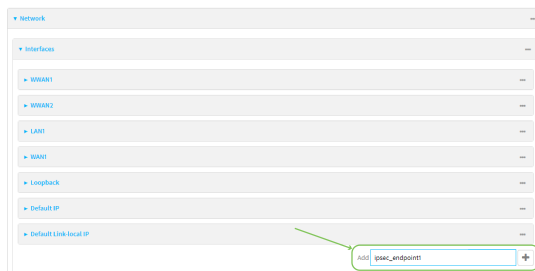 Network
Interfaces
WWAN1
WWAN2
LAN1
WAN1
Loopback
Default IP
Default Link-local IP
Add ipsec_endpoint1